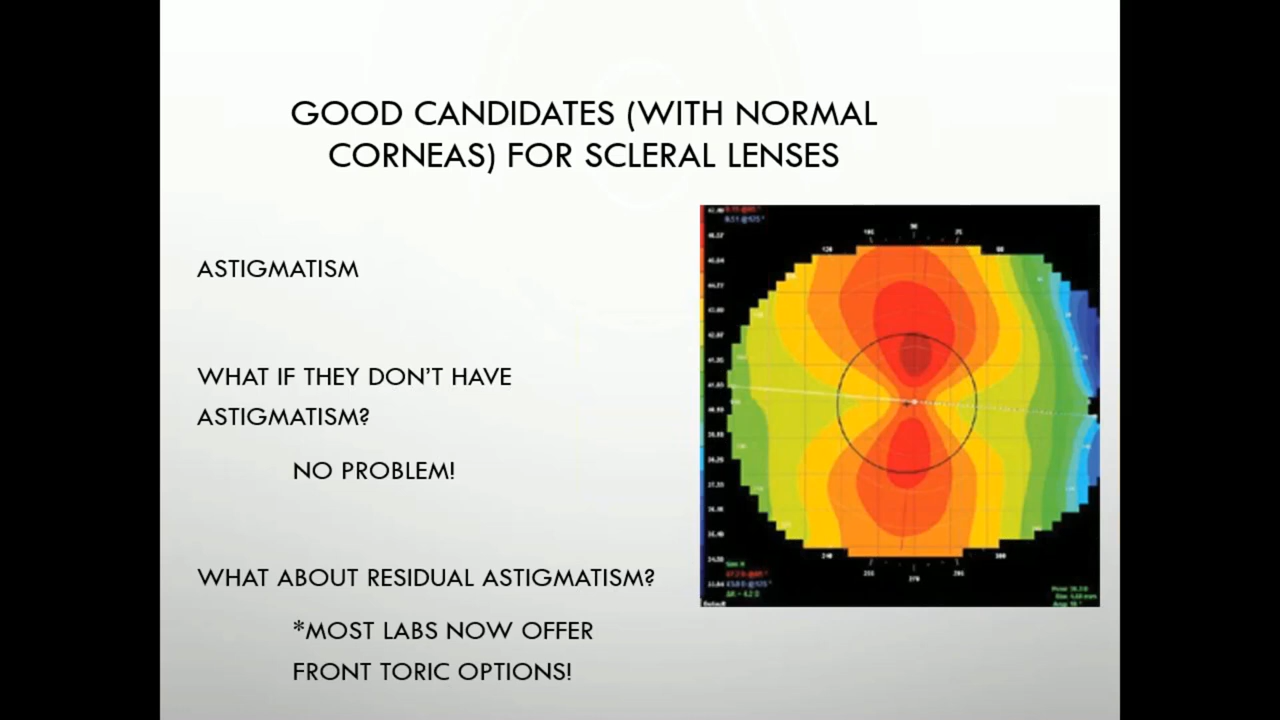 GOOD CANDIDATES (WITH NORMAL
CORNEAS) FOR SCLERAL LENSES
ASTIGMATISM
WHAT IF THEY DON’T HAVE
ASTIGMATISM?
NO PROBLEM!
WHAT ABOUT RESIDUAL ASTIGMATISM?
*MOST LABS NOW OFFER
FRONT TORIC OPTIONS!